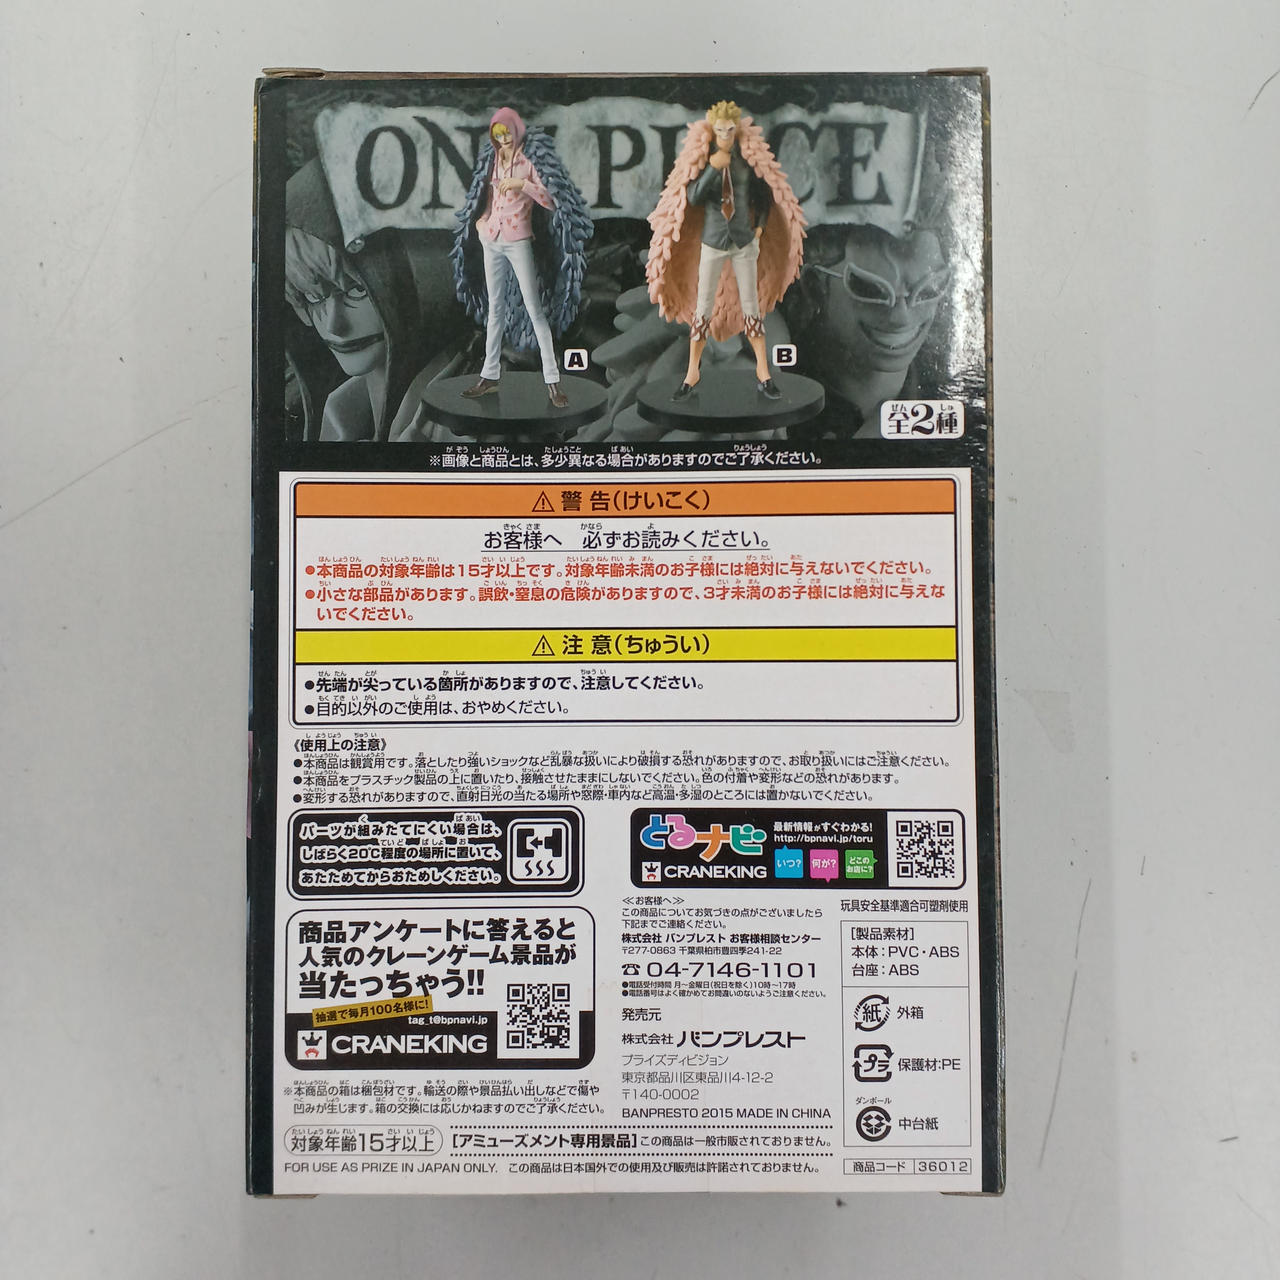 ONE PIECE
A
B
全2種
※画像と商品とは、多少異なる場合がありますのでご了承ください。
⚠警告(けいこく)
お客様へ 必ずお読みください。
●本商品の対象年齢は15才以上です。対象年齢未満のお子様には絶対に与えないでください。
●小さな部品があります。誤飲・窒息の危険がありますので、3才未満のお子様には絶対に与えな
いでください。
⚠注意(ちゅうい)
●先端が尖っている箇所がありますので、注意してください。
●目的以外のご使用は、おやめください。
《使用上の注意》
●本商品は観賞用です。落としたり強いショックなど乱暴な扱いにより破損する恐れがありますので、お取り扱いにはご注意ください。
●本商品をプラスチック製品の上に置いたり、接触させたままにしないでください。色の付着や変形などの恐れがあります。
●変形する恐れがありますので、直射日光の当たる場所や窓際・車内など高温・多湿のところには置かないでください。
パーツが組みたてにくい場合は、
しばらく20℃程度の場所に置いて、
あたためてからおためしください。
とるナビ
最新情報がすぐわかる!
http://bpnavi.jp/toru
CRANEKING
いつ?
何が?
どこの
お店に?
商品アンケートに答えると
人気のクレーンゲーム景品が
当たっちゃう!!
抽選で毎月100名様に!
tag_t@bpnavi.jp
CRANEKING
※本商品の箱は梱包材です。輸送の際や景品払い出しなどで傷や
凹みが生じます。箱の交換には応じかねますのでご了承ください。
≪お客様へ≫
この商品についてお気づきの点がございましたら
下記までご連絡ください。
株式会社 バンプレスト お客様相談センター
〒277-0863 千葉県柏市豊四季241-22
☎04-7146-1101
●電話受付時間 月〜金曜日(祝日を除く)10時〜17時
●電話番号はよく確かめてお間違いのないようご注意ください。
発売元
株式会社 バンプレスト
プライズディビジョン
東京都品川区東品川4-12-2
〒140-0002
BANPRESTO 2015 MADE IN CHINA
玩具安全基準適合可塑剤使用
[製品素材]
本体:PVC・ABS
台座:ABS
紙 外箱
プラ 保護材:PE
ダンボール
中台紙
対象年齢15才以上
[アミューズメント専用景品]この商品は一般市販されておりません。
FOR USE AS PRIZE IN JAPAN ONLY. この商品は日本国外での使用及び販売は許諾されておりません。
商品コード 36012